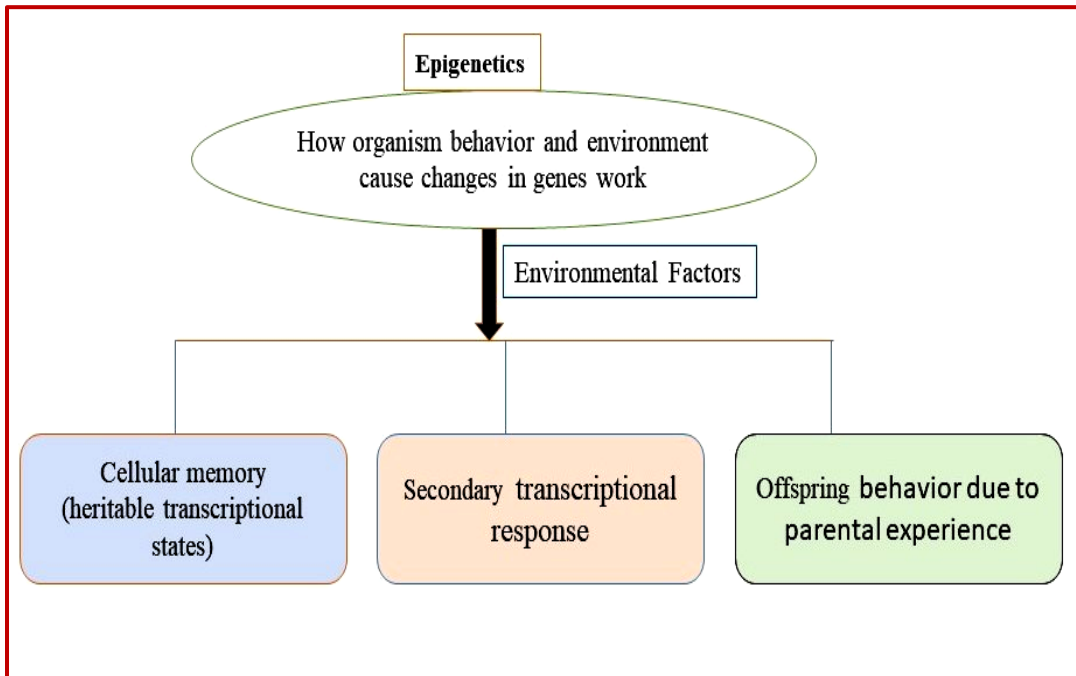 Epigenetics
How organism behavior and environment
cause changes in genes work
Environmental Factors
Cellular memory
(heritable transcriptional
states)
Secondary transcriptional
response
Offspring behavior due to
parental experience